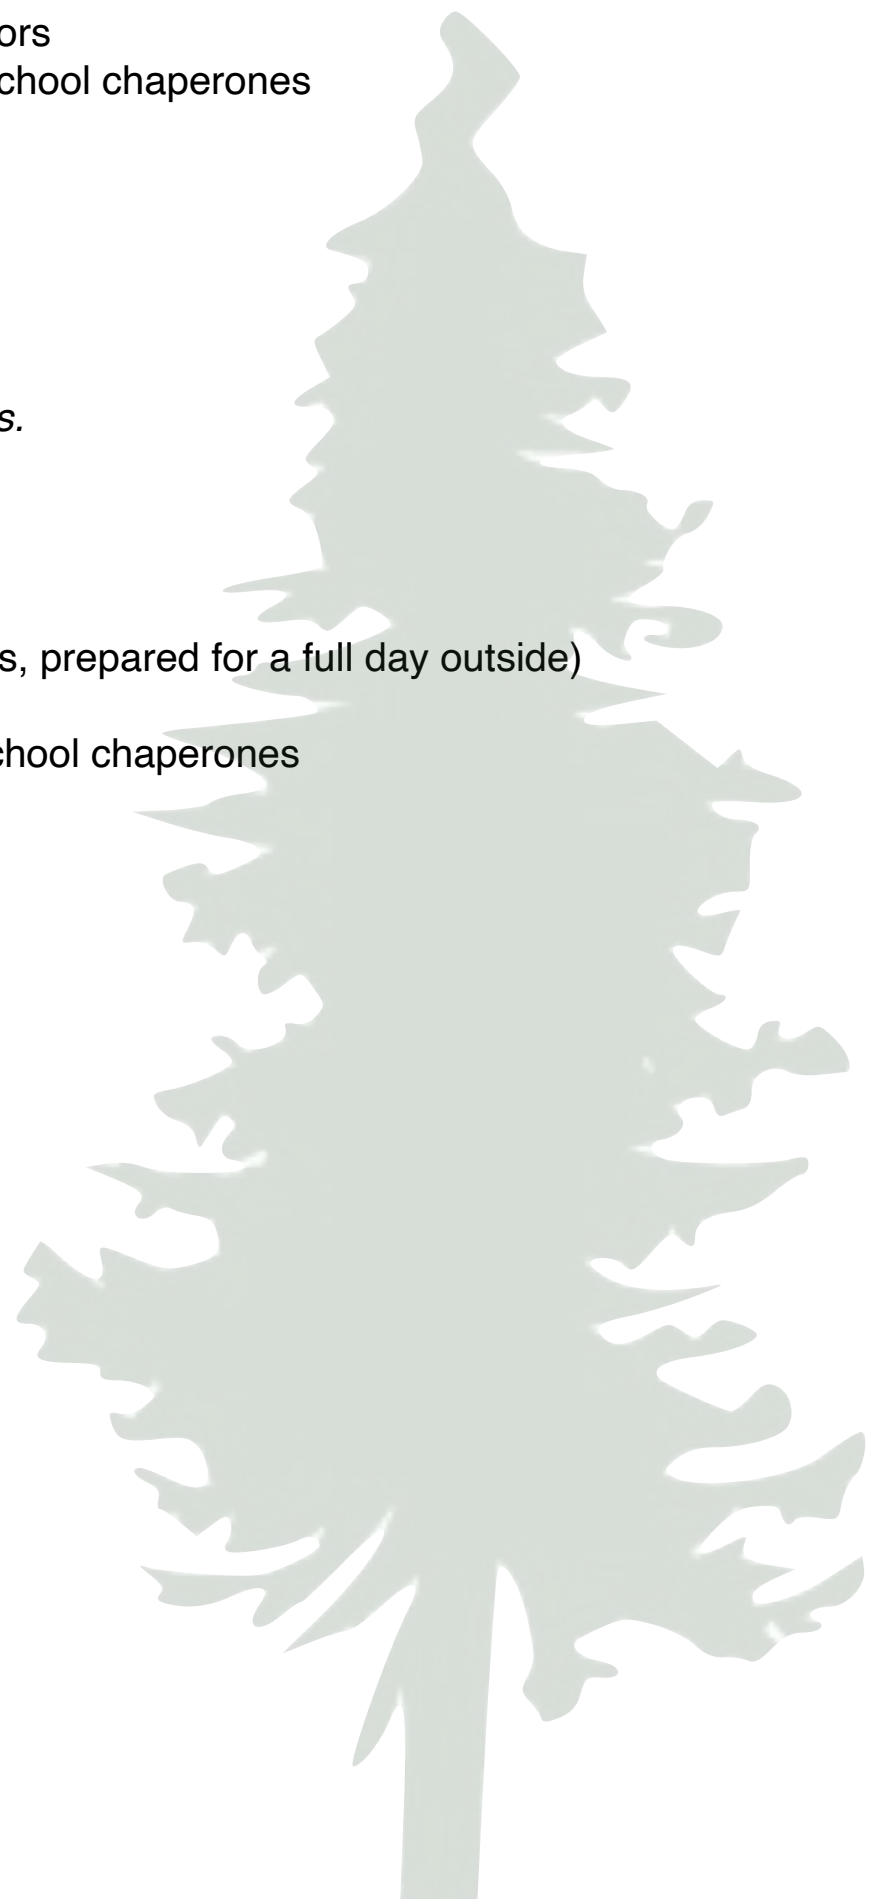 ors
chool chaperones
s.
s, prepared for a full day outside)
chool chaperones